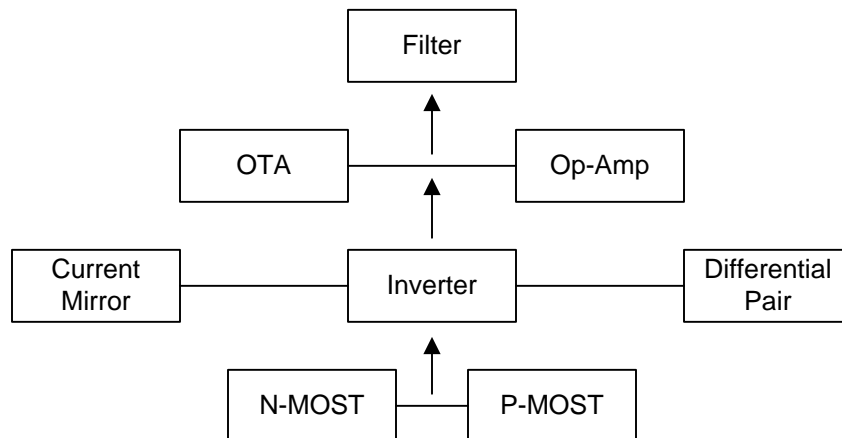 Filter
OTA
Op-Amp
Current
Mirror
Inverter
Differential
Pair
N-MOST
P-MOST